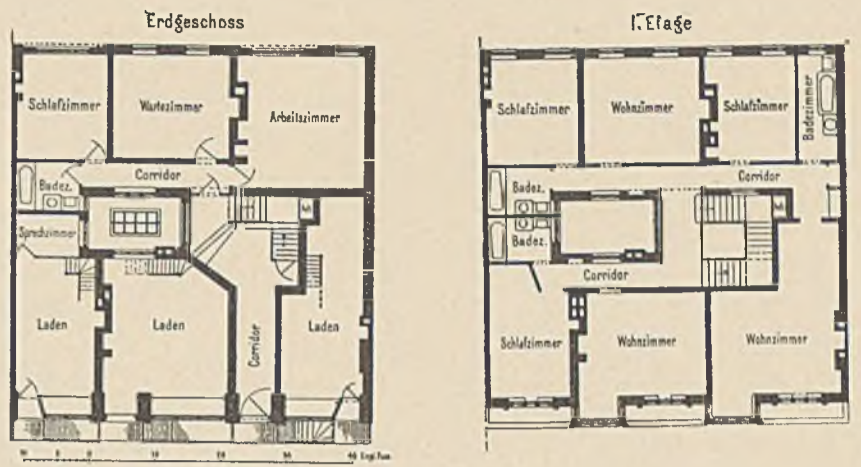 Erdgeschoss
Schlafzimmer
Wartezimmer
Arbeitszimmer
Corridor
Badez.
Sprechzimmer
Laden
Laden
Corridor
Laden
Engl. Fuss
I. Etage
Schlafzimmer
Wohnzimmer
Schlafzimmer
Badezimmer
Corridor
Badez.
Badez.
Corridor
Schlafzimmer
Wohnzimmer
Wohnzimmer